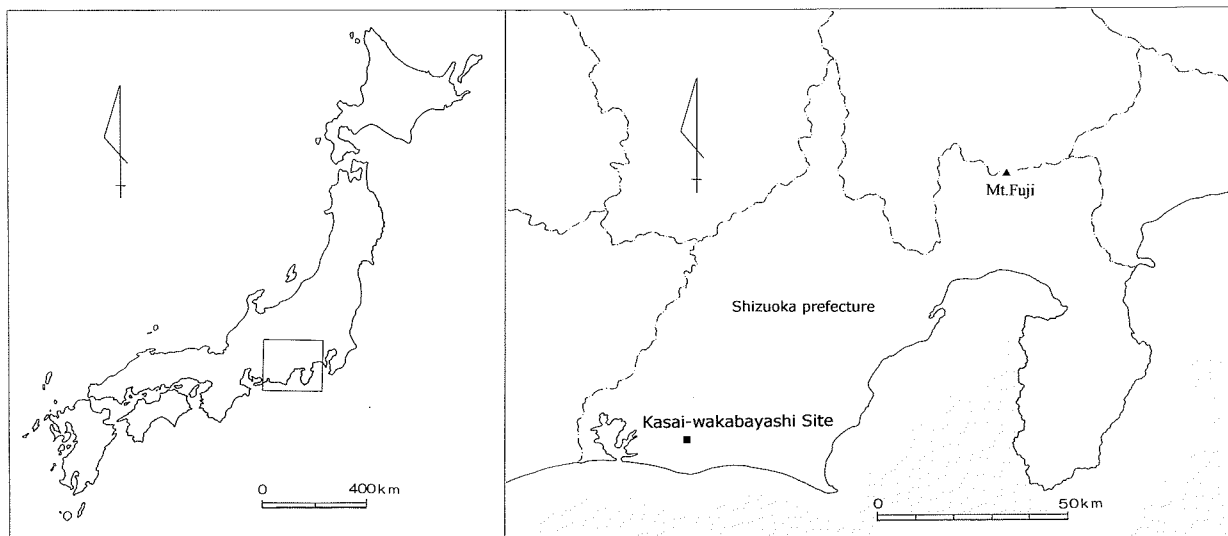 0 400km
Mt.Fuji
Shizuoka prefecture
Kasai-wakabayashi Site
0 50km